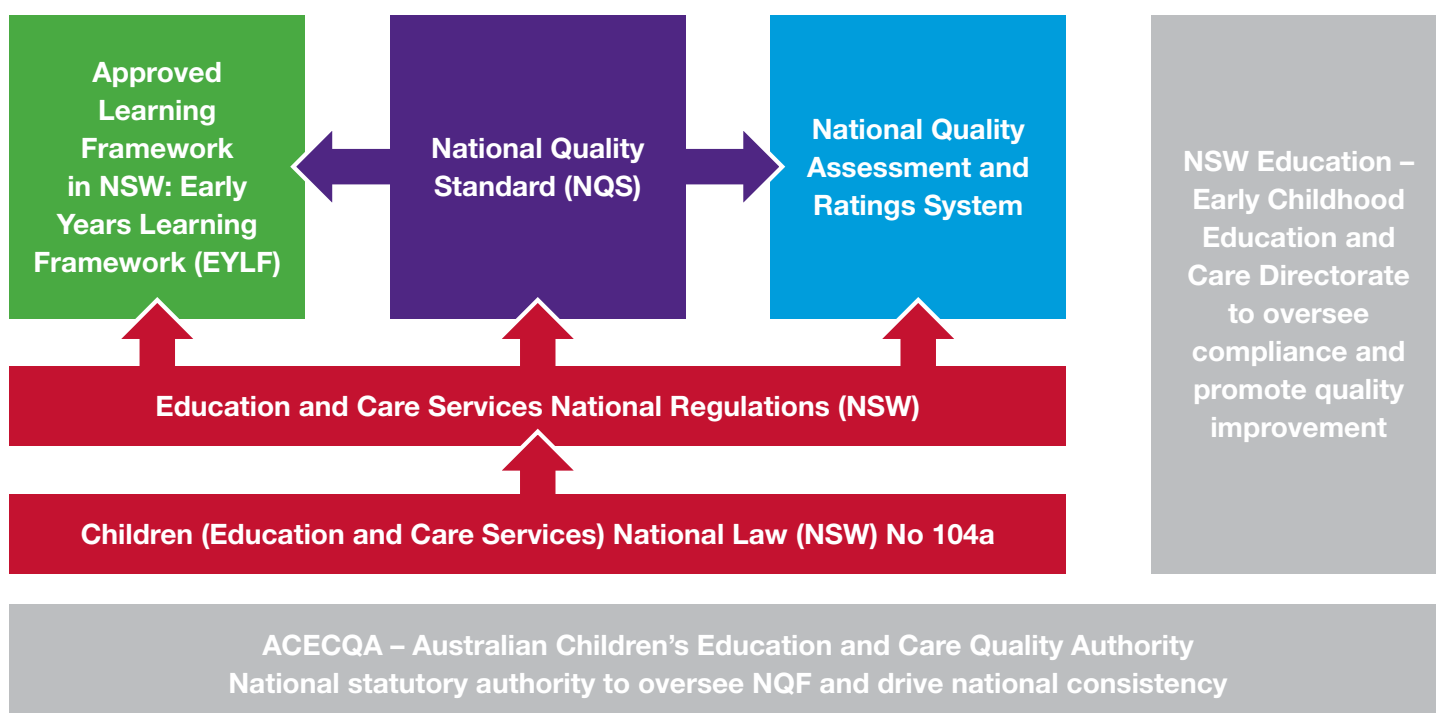 Approved
Learning
Framework
in NSW: Early
Years Learning
Framework (EYLF)
National Quality
Standard (NQS)
National Quality
Assessment and
Ratings System
NSW Education –
Early Childhood
Education and
Care Directorate
to oversee
compliance and
promote quality
improvement
Education and Care Services National Regulations (NSW)
Children (Education and Care Services) National Law (NSW) No 104a
ACECQA – Australian Children’s Education and Care Quality Authority
National statutory authority to oversee NQF and drive national consistency